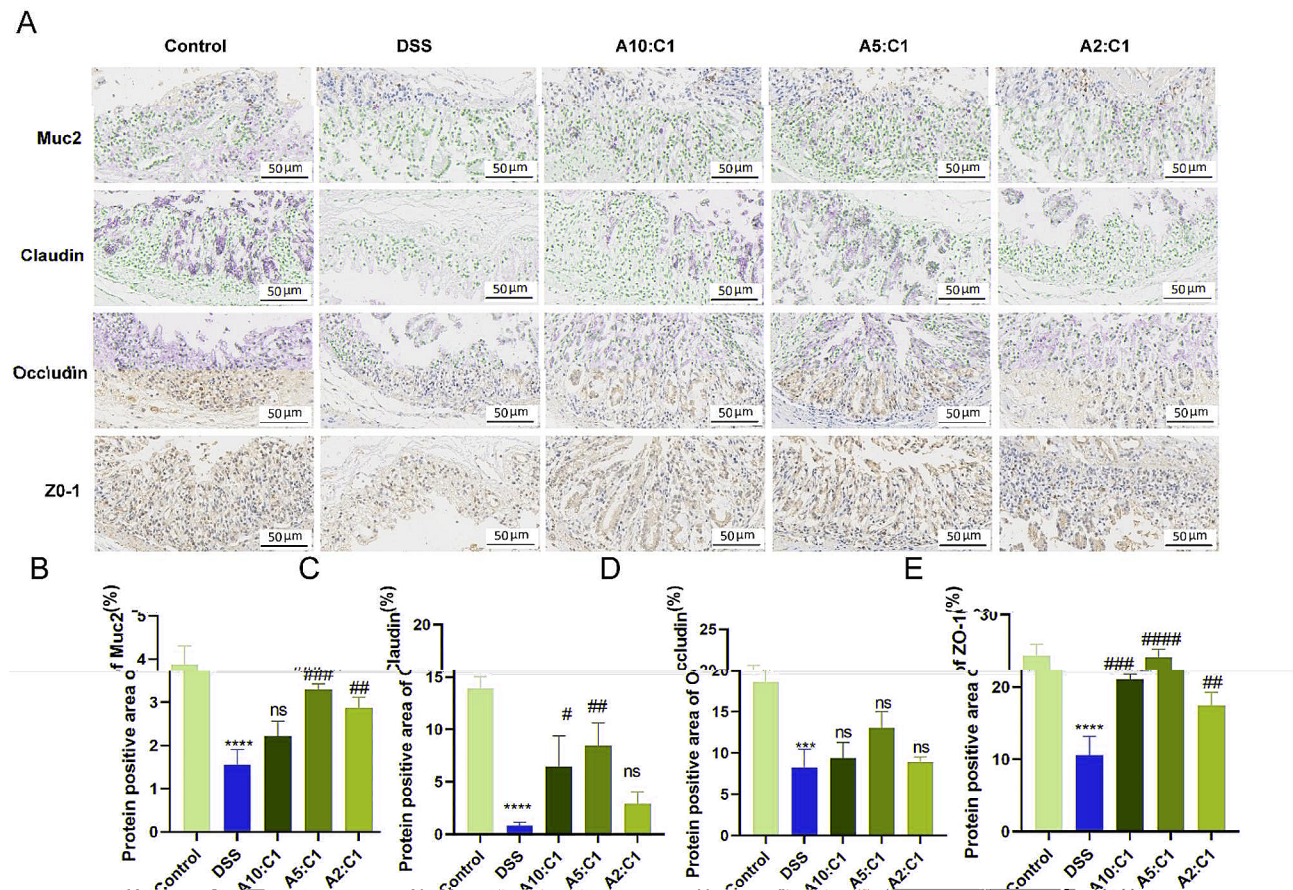 A
Control DSS A10:C1 A5:C1 A2:C1
Muc2
50 μm 50 μm 50 μm 50 μm 50 μm
Claudin
50 μm 50 μm 50 μm 50 μm 50 μm
Occludin
50 μm 50 μm 50 μm 50 μm 50 μm
Z0-1
50 μm 50 μm 50 μm 50 μm 50 μm
B C D E
Protein positive area of Muc2(%)
5
4
3
2
1
0
**** ns ### ##
Control DSS A10:C1 A5:C1 A2:C1
Protein positive area of Claudin(%)
20
15
10
5
0
**** # ## ns
Control DSS A10:C1 A5:C1 A2:C1
Protein positive area of Occludin(%)
25
20
15
10
5
0
*** ns ns ns
Control DSS A10:C1 A5:C1 A2:C1
Protein positive area of ZO-1(%)
30
20
10
0
**** ### #### ##
Control DSS A10:C1 A5:C1 A2:C1